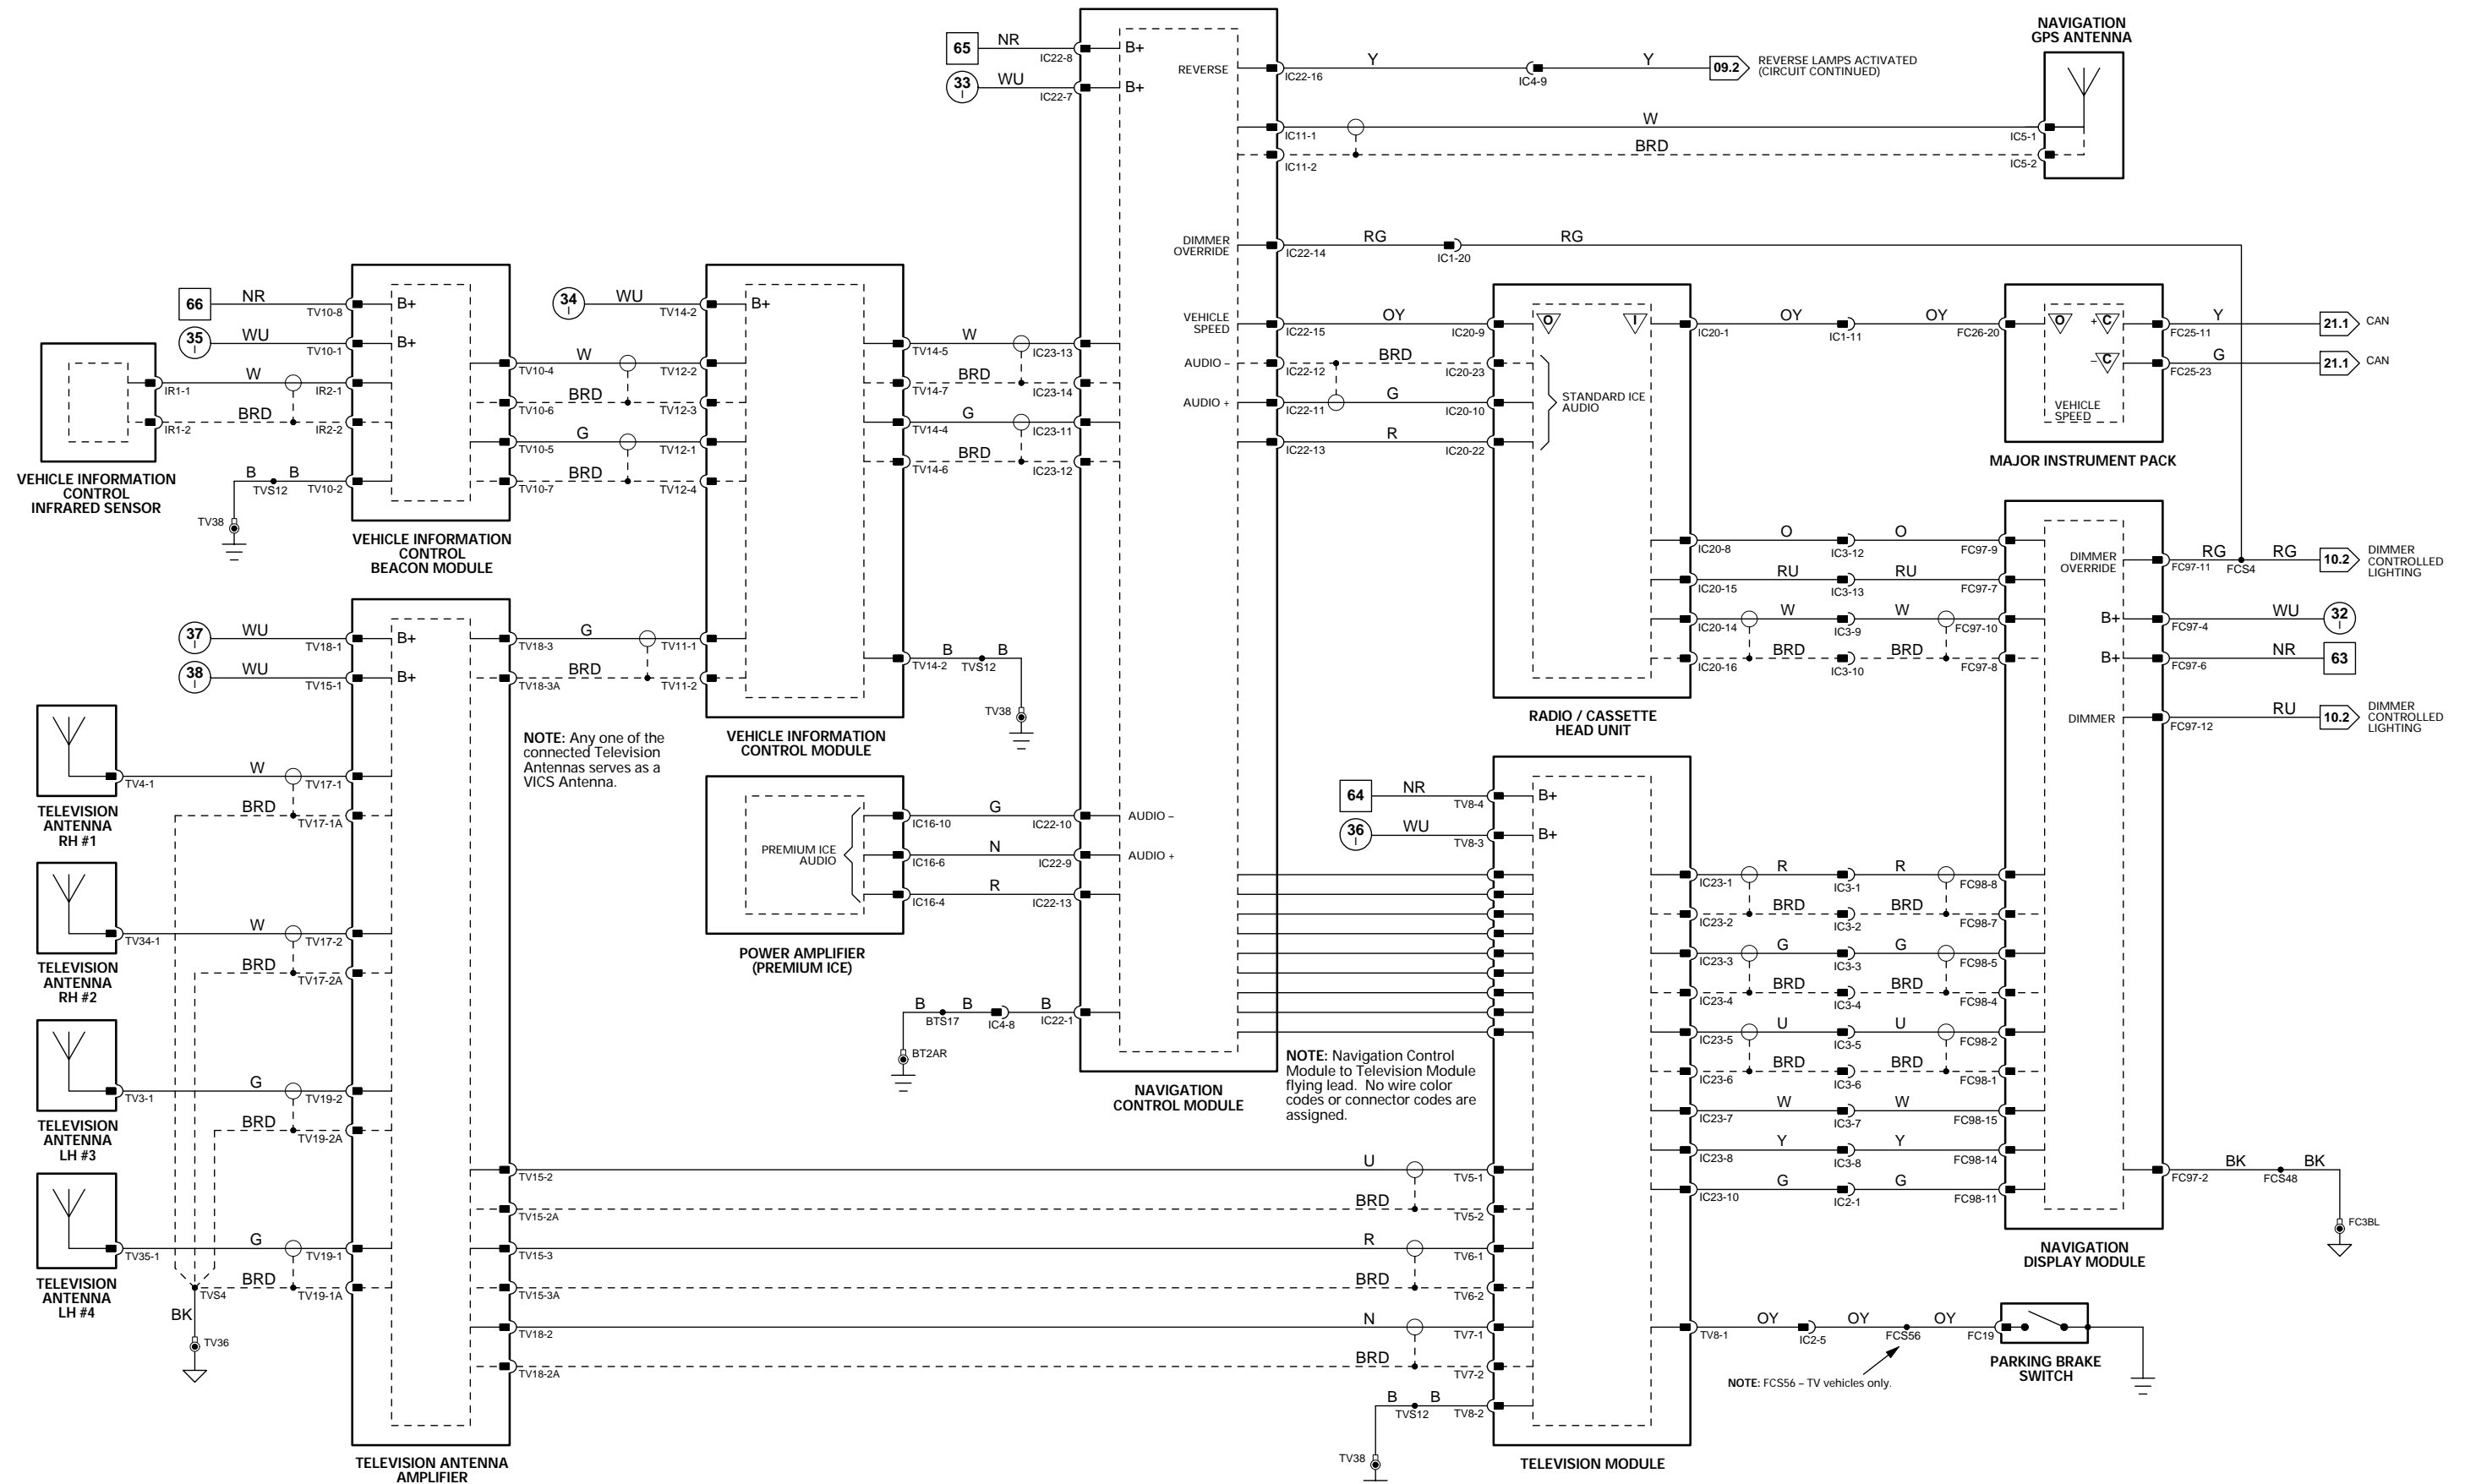 65
NR
IC22-8
B+
33
I
WU
IC22-7
B+
REVERSE
IC22-16
Y
IC4-9
Y
09.2
REVERSE LAMPS ACTIVATED
(CIRCUIT CONTINUED)
NAVIGATION
GPS ANTENNA
IC11-1
W
IC5-1
IC11-2
BRD
IC5-2
DIMMER
OVERRIDE
IC22-14
RG
IC1-20
RG
VEHICLE
SPEED
IC22-15
OY
IC20-9
AUDIO –
IC22-12
BRD
IC20-23
AUDIO +
IC22-11
G
IC20-10
IC22-13
R
IC20-22
O
I
STANDARD ICE
AUDIO
IC20-1
OY
IC1-11
OY
FC26-20
O
+
C
–
C
VEHICLE
SPEED
FC25-11
Y
21.1
CAN
FC25-23
G
21.1
CAN
MAJOR INSTRUMENT PACK
66
NR
TV10-8
B+
35
I
WU
TV10-1
B+
IR1-1
W
IR2-1
IR1-2
BRD
IR2-2
VEHICLE INFORMATION
CONTROL
INFRARED SENSOR
B
TVS12
B
TV10-2
TV38
VEHICLE INFORMATION
CONTROL
BEACON MODULE
34
I
WU
TV14-2
B+
TV10-4
W
TV12-2
TV10-6
BRD
TV12-3
TV10-5
G
TV12-1
TV10-7
BRD
TV12-4
TV14-5
W
IC23-13
TV14-7
BRD
IC23-14
TV14-4
G
IC23-11
TV14-6
BRD
IC23-12
TV14-2
B
TVS12
B
TV38
VEHICLE INFORMATION
CONTROL MODULE
37
I
WU
TV18-1
B+
38
I
WU
TV15-1
B+
TV18-3
G
TV11-1
TV18-3A
BRD
TV11-2
NOTE: Any one of the
connected Television
Antennas serves as a
VICS Antenna.
TV4-1
W
TV17-1
BRD
TV17-1A
TELEVISION
ANTENNA
RH #1
TV34-1
W
TV17-2
BRD
TV17-2A
TELEVISION
ANTENNA
RH #2
TV3-1
G
TV19-2
BRD
TV19-2A
TELEVISION
ANTENNA
LH #3
TV35-1
G
TV19-1
BRD
TVS4
TV19-1A
TELEVISION
ANTENNA
LH #4
BK
TV36
TELEVISION ANTENNA
AMPLIFIER
PREMIUM ICE
AUDIO
IC16-10
G
IC22-10
AUDIO –
IC16-6
N
IC22-9
AUDIO +
IC16-4
R
IC22-13
POWER AMPLIFIER
(PREMIUM ICE)
B
BTS17
B
IC4-8
B
IC22-1
BT2AR
NAVIGATION
CONTROL MODULE
NOTE: Navigation Control
Module to Television Module
flying lead. No wire color
codes or connector codes are
assigned.
IC20-8
O
IC3-12
O
FC97-9
IC20-15
RU
IC3-13
RU
FC97-7
IC20-14
W
IC3-9
W
FC97-10
IC20-16
BRD
IC3-10
BRD
FC97-8
RADIO / CASSETTE
HEAD UNIT
DIMMER
OVERRIDE
FC97-11
RG
FCS4
RG
10.2
DIMMER
CONTROLLED
LIGHTING
B+
FC97-4
WU
32
I
B+
FC97-6
NR
63
DIMMER
FC97-12
RU
10.2
DIMMER
CONTROLLED
LIGHTING
64
NR
TV8-4
B+
36
I
WU
TV8-3
B+
IC23-1
R
IC3-1
R
FC98-8
IC23-2
BRD
IC3-2
BRD
FC98-7
IC23-3
G
IC3-3
G
FC98-5
IC23-4
BRD
IC3-4
BRD
FC98-4
IC23-5
U
IC3-5
U
FC98-2
IC23-6
BRD
IC3-6
BRD
FC98-1
IC23-7
W
IC3-7
W
FC98-15
IC23-8
Y
IC3-8
Y
FC98-14
IC23-10
G
IC2-1
G
FC98-11
FC97-2
BK
FCS48
BK
FC3BL
NAVIGATION
DISPLAY MODULE
TV15-2
U
TV5-1
TV15-2A
BRD
TV5-2
TV15-3
R
TV6-1
TV15-3A
BRD
TV6-2
TV18-2
N
TV7-1
TV18-2A
BRD
TV7-2
B
TVS12
B
TV8-2
TV38
TELEVISION MODULE
TV8-1
OY
IC2-5
OY
FCS56
OY
FC19
PARKING BRAKE
SWITCH
NOTE: FCS56 – TV vehicles only.